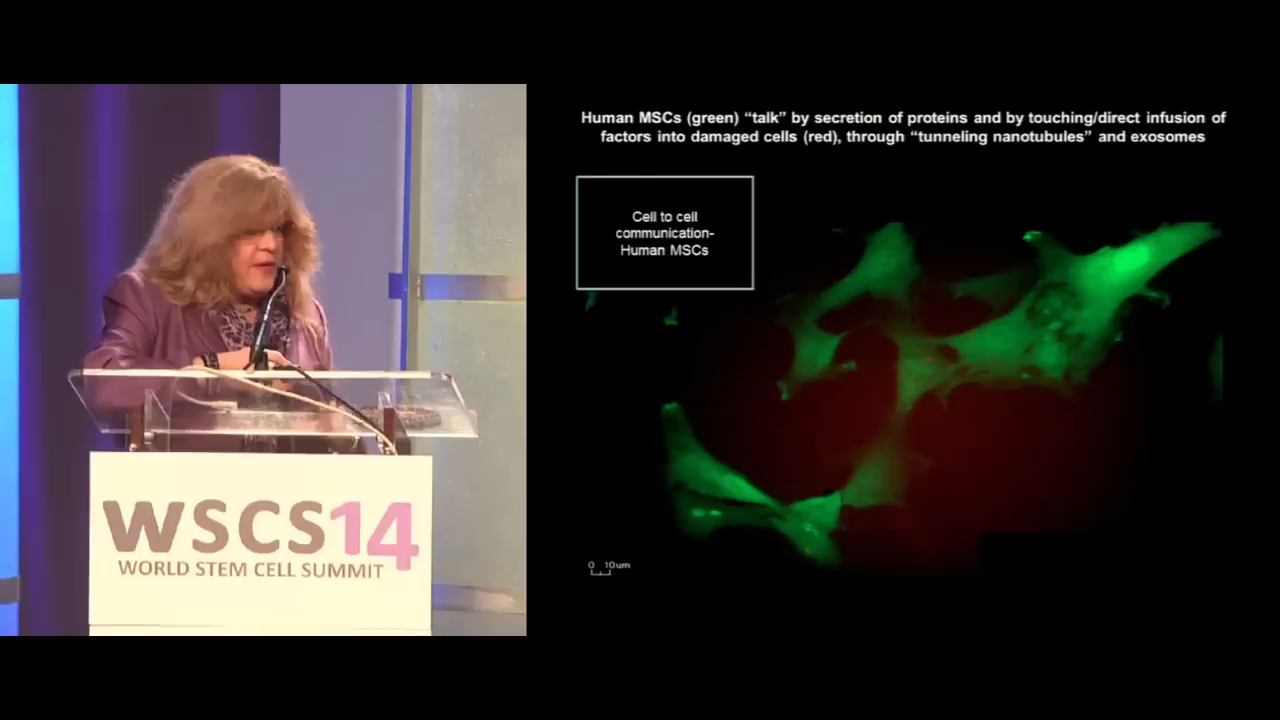 Human MSCs (green) “talk” by secretion of proteins and by touching/direct infusion of
factors into damaged cells (red), through “tunneling nanotubules” and exosomes
Cell to cell
communication-
Human MSCs
0 10um
WSCS14
WORLD STEM CELL SUMMIT